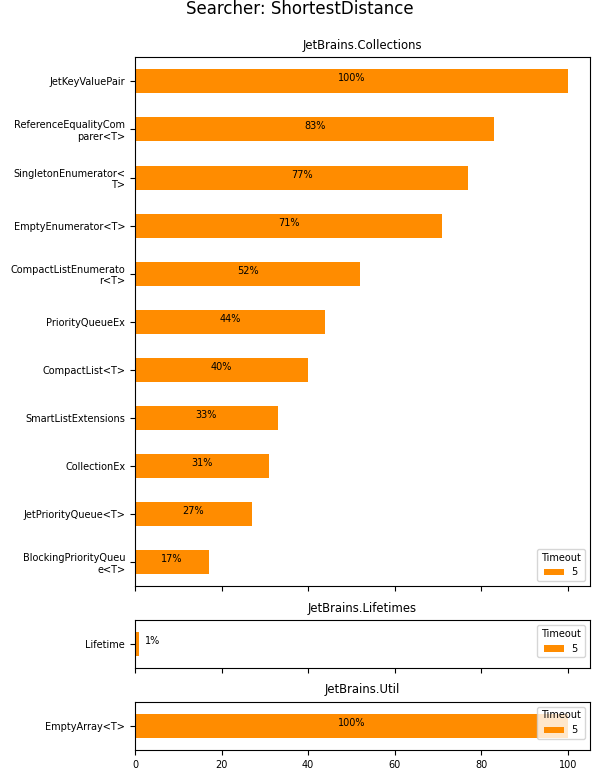 Searcher: ShortestDistance
JetBrains.Collections
JetKeyValuePair
100%
ReferenceEqualityCom
parer<T>
83%
SingletonEnumerator<
T>
77%
EmptyEnumerator<T>
71%
CompactListEnumerato
r<T>
52%
PriorityQueueEx
44%
CompactList<T>
40%
SmartListExtensions
33%
CollectionEx
31%
JetPriorityQueue<T>
27%
BlockingPriorityQueu
e<T>
17%
Timeout
5
JetBrains.Lifetimes
Lifetime
1%
Timeout
5
JetBrains.Util
EmptyArray<T>
100%
Timeout
5
0 20 40 60 80 100